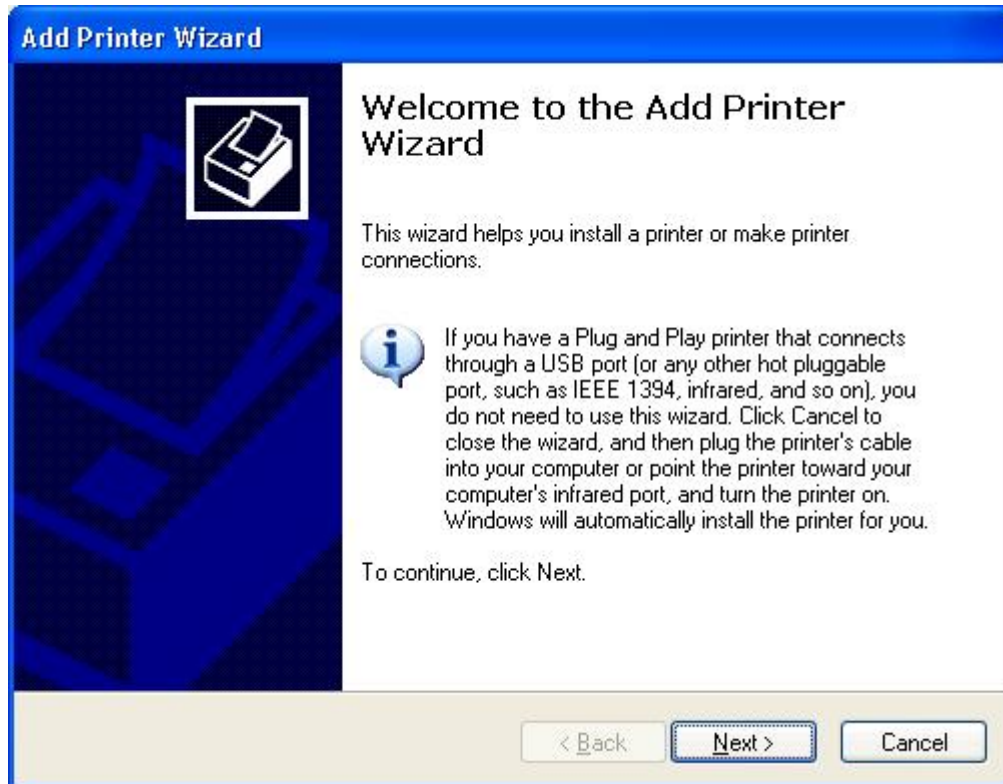 Add Printer Wizard
Welcome to the Add Printer
Wizard
This wizard helps you install a printer or make printer
connections.
If you have a Plug and Play printer that connects
through a USB port (or any other hot pluggable
port, such as IEEE 1394, infrared, and so on), you
do not need to use this wizard. Click Cancel to
close the wizard, and then plug the printer's cable
into your computer or point the printer toward your
computer's infrared port, and turn the printer on.
Windows will automatically install the printer for you.
To continue, click Next.
< Back Next > Cancel